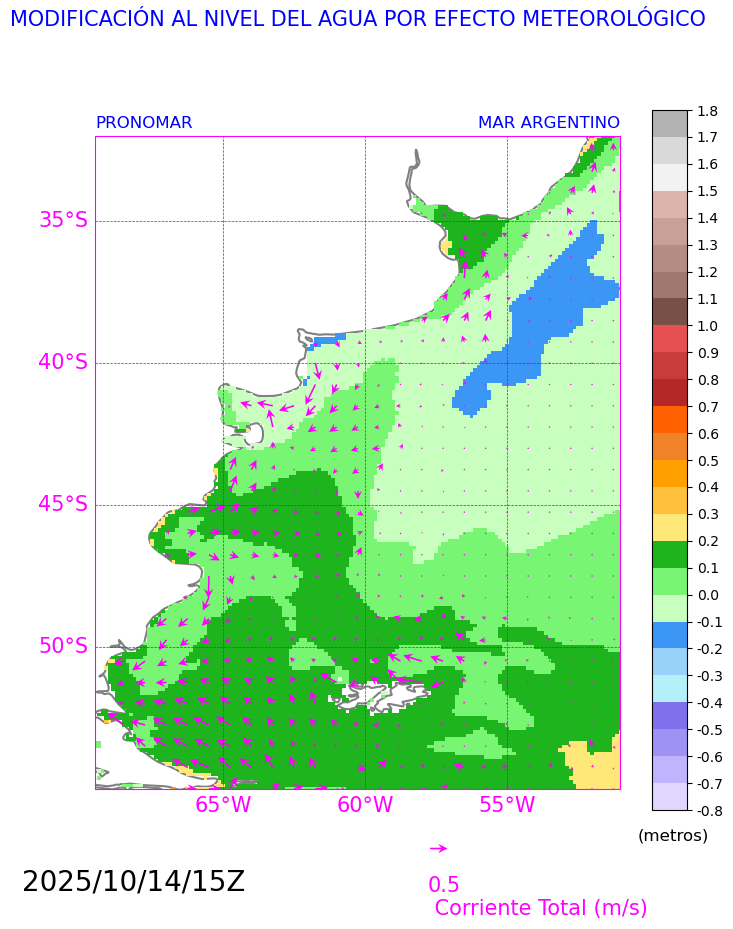 MODIFICACIÓN AL NIVEL DEL AGUA POR EFECTO METEOROLÓGICO
PRONOMAR
MAR ARGENTINO
35°S
40°S
45°S
50°S
65°W
60°W
55°W
1.8
1.7
1.6
1.5
1.4
1.3
1.2
1.1
1.0
0.9
0.8
0.7
0.6
0.5
0.4
0.3
0.2
0.1
0.0
-0.1
-0.2
-0.3
-0.4
-0.5
-0.6
-0.7
-0.8
(metros)
2025/10/14/15Z
0.5
Corriente Total (m/s)